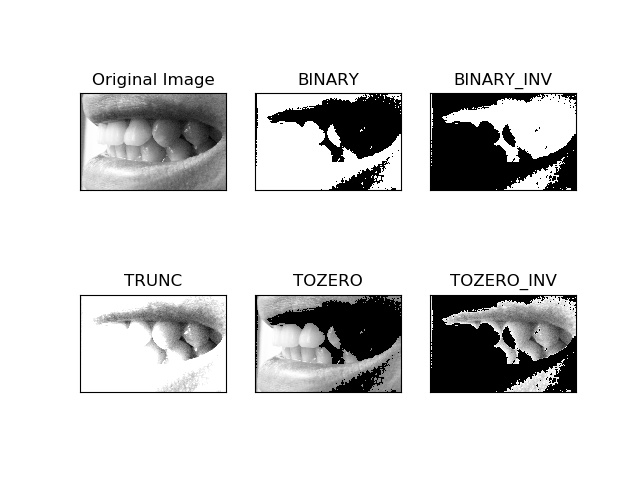 Original Image
BINARY
BINARY_INV
TRUNC
TOZERO
TOZERO_INV